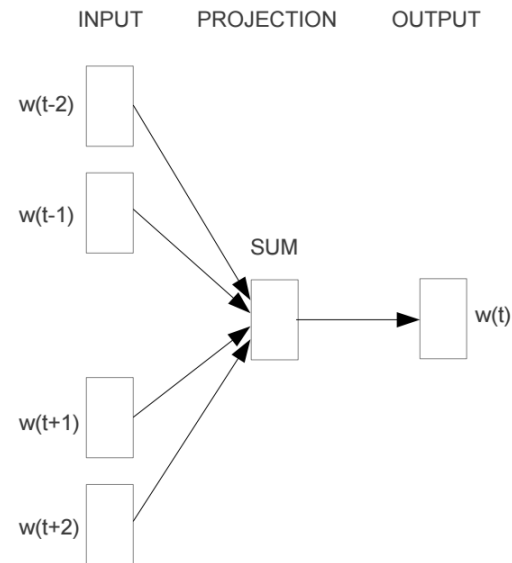 INPUT PROJECTION OUTPUT
w(t-2)
w(t-1)
SUM
w(t)
w(t+1)
w(t+2)